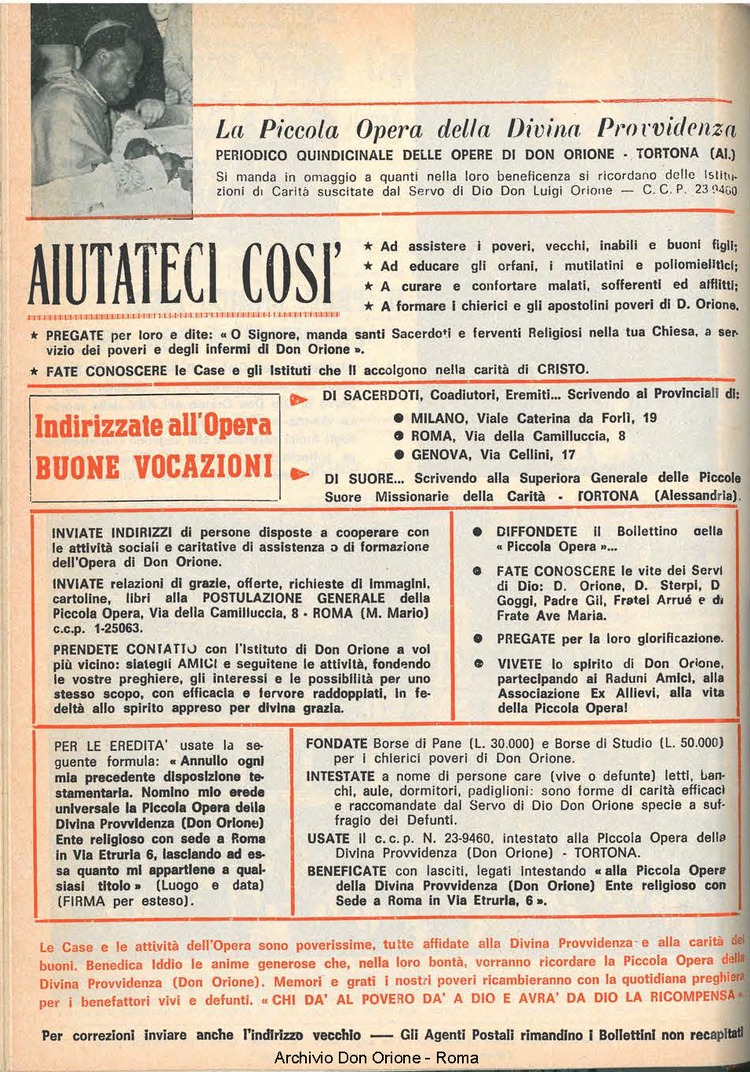 La Piccola Opera della Divina Provvidenza
PERIODICO QUINDICINALE DELLE OPERE DI DON ORIONE - TORTONA (Al.)
Si manda in omaggio a quanti nella loro beneficenza si ricordano delle Istitu-
zioni di Carità suscitate dal Servo di Dio Don Luigi Orione — C. C. P. 23-9460
AIUTATECI COSI'
★ Ad assistere i poveri, vecchi, inabili e buoni figli;
★ Ad educare gli orfani, i mutilatini e poliomielitici;
★ A curare e confortare malati, sofferenti ed afflitti;
★ A formare i chierici e gli apostolini poveri di D. Orione.
★ PREGATE per loro e dite: « O Signore, manda santi Sacerdoti e ferventi Religiosi nella tua Chiesa, a ser-
vizio dei poveri e degli infermi di Don Orione ».
★ FATE CONOSCERE le Case e gli Istituti che li accolgono nella carità di CRISTO.
Indirizzate all'Opera
BUONE VOCAZIONI
DI SACERDOTI, Coadiutori, Eremiti... Scrivendo ai Provinciali di:
● MILANO, Viale Caterina da Forlì, 19
● ROMA, Via della Camilluccia, 8
● GENOVA, Via Cellini, 17
DI SUORE... Scrivendo alla Superiora Generale delle Piccole
Suore Missionarie della Carità - TORTONA (Alessandria).
INVIATE INDIRIZZI di persone disposte a cooperare con
le attività sociali e caritative di assistenza o di formazione
dell'Opera di Don Orione.
INVIATE relazioni di grazie, offerte, richieste di immagini,
cartoline, libri alla POSTULAZIONE GENERALE della
Piccola Opera, Via della Camilluccia, 8 - ROMA (M. Mario)
c.c.p. 1-25063.
PRENDETE CONTATTO con l'Istituto di Don Orione a voi
più vicino: siategli AMICI e seguitene le attività, fondendo
le vostre preghiere, gli interessi e le possibilità per uno
stesso scopo, con efficacia e fervore raddoppiati, in fe-
deltà allo spirito appreso per divina grazia.
● DIFFONDETE il Bollettino della
« Piccola Opera »...
● FATE CONOSCERE le vite dei Servi
di Dio: D. Orione, D. Sterpi, D
Goggi, Padre Gil, Fratel Arrué e di
Frate Ave Maria.
● PREGATE per la loro glorificazione.
● VIVETE lo spirito di Don Orione,
partecipando ai Raduni Amici, alla
Associazione Ex Allievi, alla vita
della Piccola Opera!
PER LE EREDITA' usate la se-
guente formula: « Annullo ogni
mia precedente disposizione te-
stamentaria. Nomino mio erede
universale la Piccola Opera della
Divina Provvidenza (Don Orione)
Ente religioso con sede a Roma
in Via Etruria 6, lasciando ad es-
sa quanto mi appartiene a qual-
siasi titolo » (Luogo e data)
(FIRMA per esteso).
FONDATE Borse di Pane (L. 30.000) e Borse di Studio (L. 50.000)
per i chierici poveri di Don Orione.
INTESTATE a nome di persone care (vive o defunte) letti, ban-
chi, aule, dormitori, padiglioni: sono forme di carità efficaci
e raccomandate dal Servo di Dio Don Orione specie a suf-
fragio dei Defunti.
USATE il c.c.p. N. 23-9460, intestato alla Piccola Opera della
Divina Provvidenza (Don Orione) - TORTONA.
BENEFICATE con lasciti, legati intestando « alla Piccola Opera
della Divina Provvidenza (Don Orione) Ente religioso con
Sede a Roma in Via Etruria, 6 ».
Le Case e le attività dell'Opera sono poverissime, tutte affidate alla Divina Provvidenza e alla carità dei
buoni. Benedica Iddio le anime generose che, nella loro bontà, vorranno ricordare la Piccola Opera della
Divina Provvidenza (Don Orione). Memori e grati i nostri poveri ricambieranno con la quotidiana preghiera
per i benefattori vivi e defunti. « CHI DA' AL POVERO DA' A DIO E AVRA' DA DIO LA RICOMPENSA ».
Per correzioni inviare anche l'indirizzo vecchio — Gli Agenti Postali rimandino i Bollettini non recapitati
Archivio Don Orione - Roma